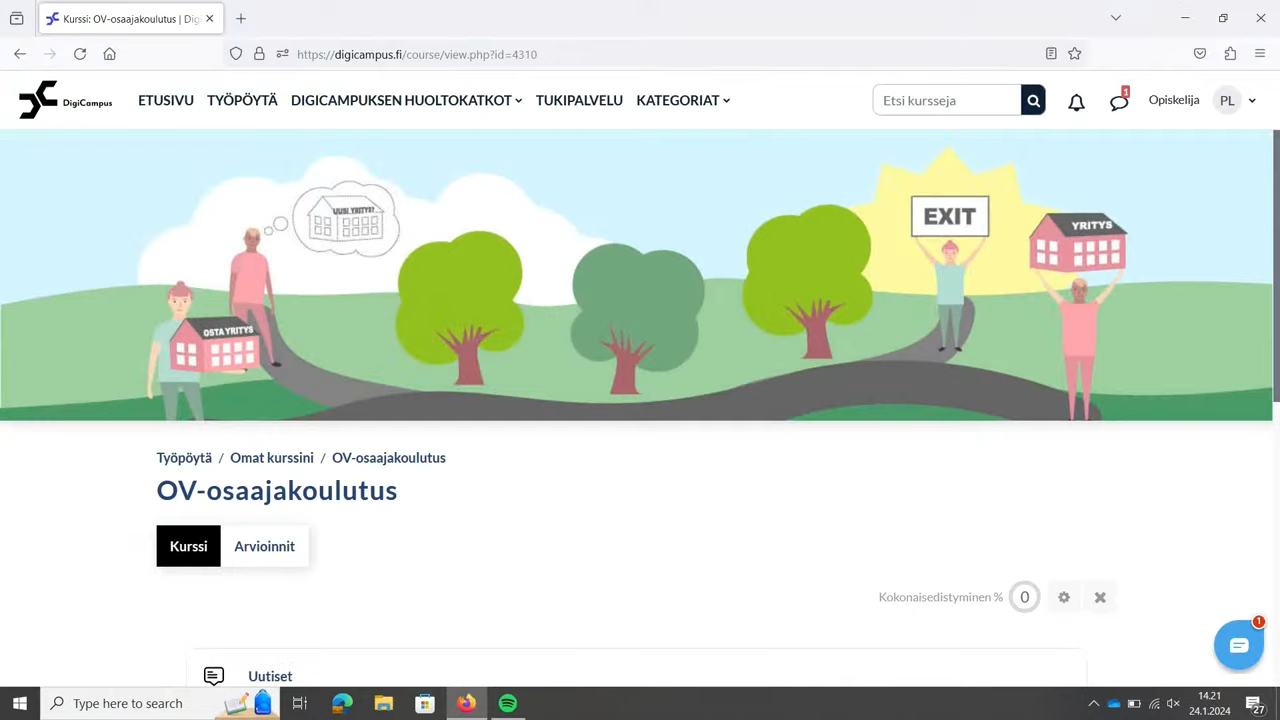 Kurssi: OV-osaajakoulutus | Digi
https://digicampus.fi/course/view.php?id=4310
DigiCampus
ETUSIVU TYÖPÖYTÄ DIGICAMPUKSEN HUOLTOKATKOT TUKIPALVELU KATEGORIAT
Etsi kursseja
1
Opiskelija PL
UUSI YRITYS?
EXIT
YRITYS
OSTA YRITYS
Työpöytä / Omat kurssini / OV-osaajakoulutus
OV-osaajakoulutus
Kurssi Arvioinnit
Kokonaisedistyminen % 0
1
Uutiset
Type here to search
14.21
24.1.2024
27